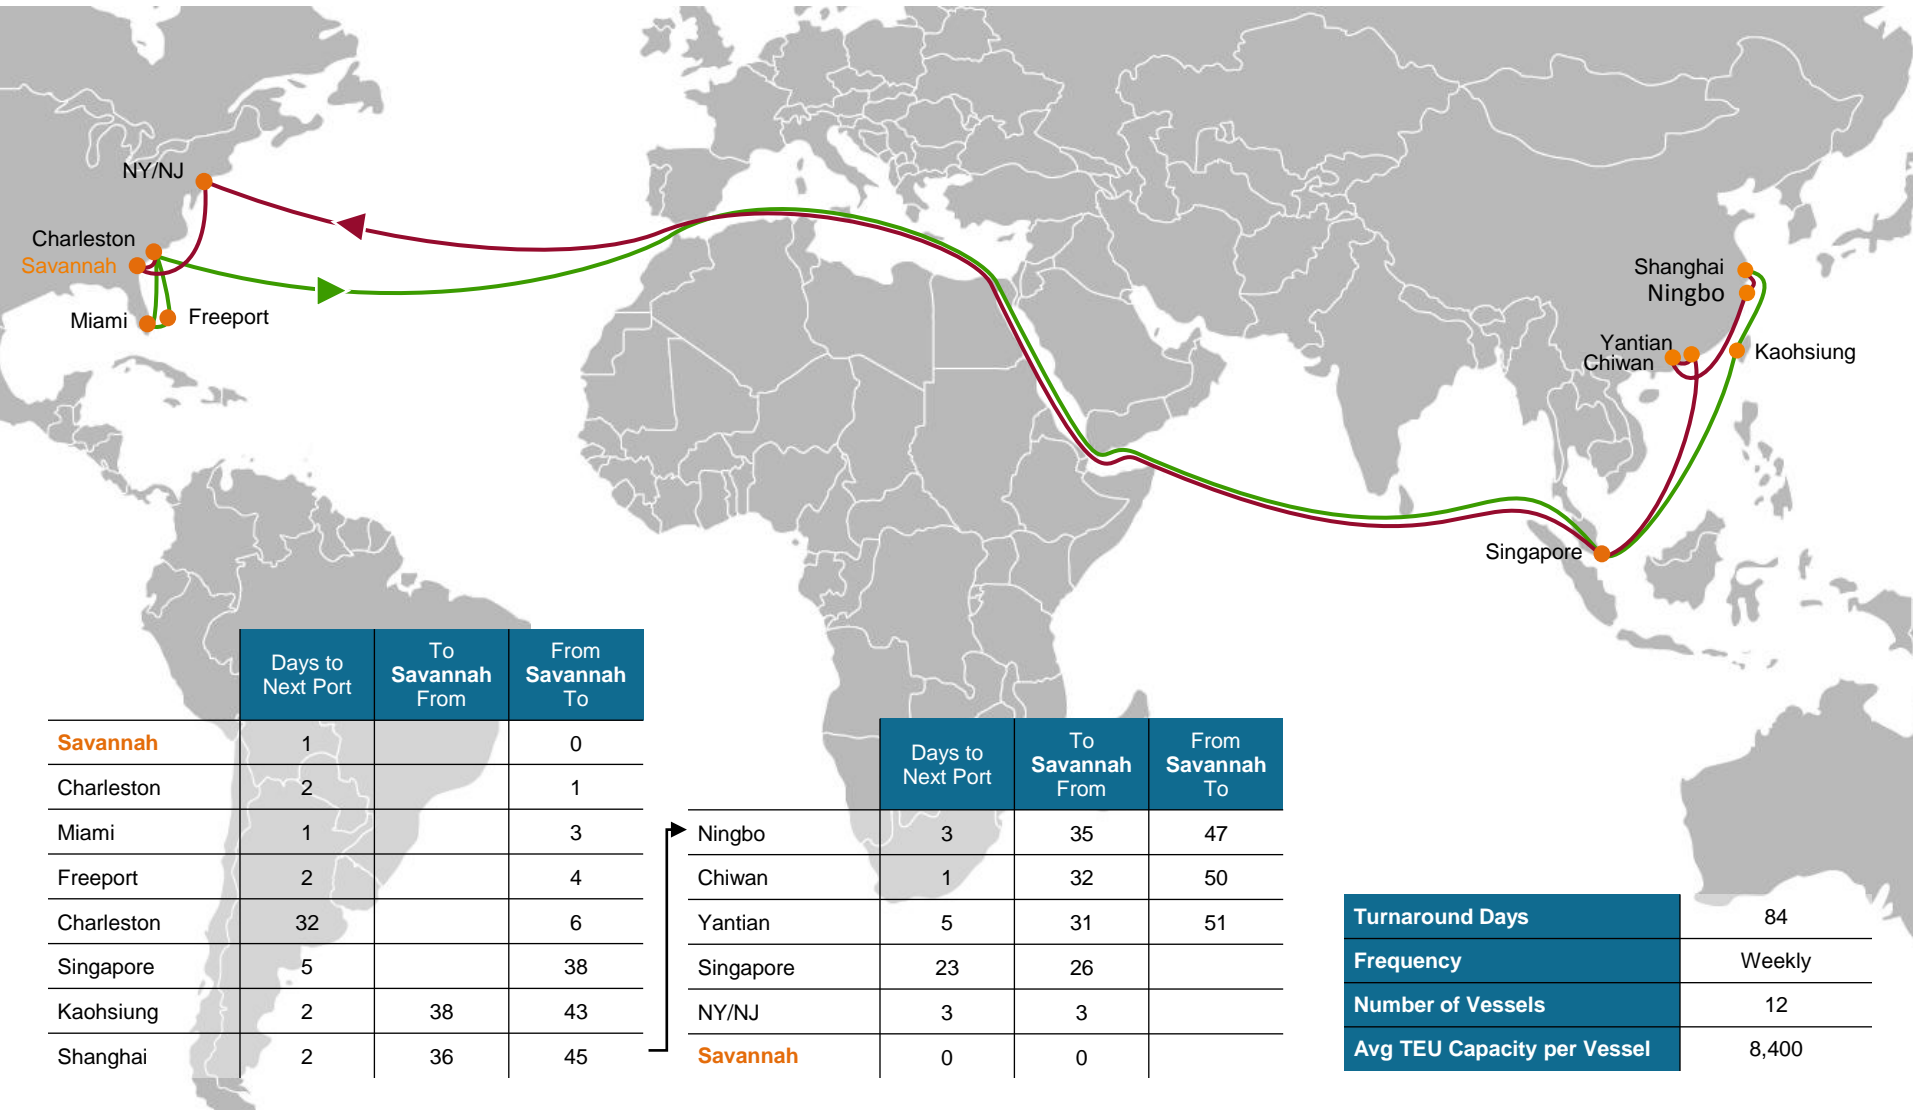 NY/NJ
Charleston
Savannah
Miami
Freeport
Shanghai
Ningbo
Yantian
Chiwan
Kaohsiung
Singapore
Days to
Next Port
To
Savannah
From
From
Savannah
To
Savannah 1 0
Charleston 2 1
Miami 1 3
Freeport 2 4
Charleston 32 6
Singapore 5 38
Kaohsiung 2 38 43
Shanghai 2 36 45
Days to
Next Port
To
Savannah
From
From
Savannah
To
Ningbo 3 35 47
Chiwan 1 32 50
Yantian 5 31 51
Singapore 23 26
NY/NJ 3 3
Savannah 0 0
Turnaround Days 84
Frequency Weekly
Number of Vessels 12
Avg TEU Capacity per Vessel 8,400